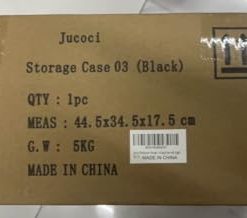 Jucoci
Storage Case 03 (Black)
QTY : 1pc
MEAS : 44.5x34.5x17.5 cm
G.W : 5KG
MADE IN CHINA
MADE IN CHINA